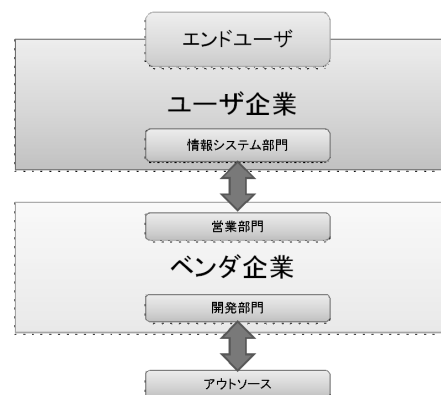 エンドユーザ
ユーザ企業
情報システム部門
営業部門
ベンダ企業
開発部門
アウトソース